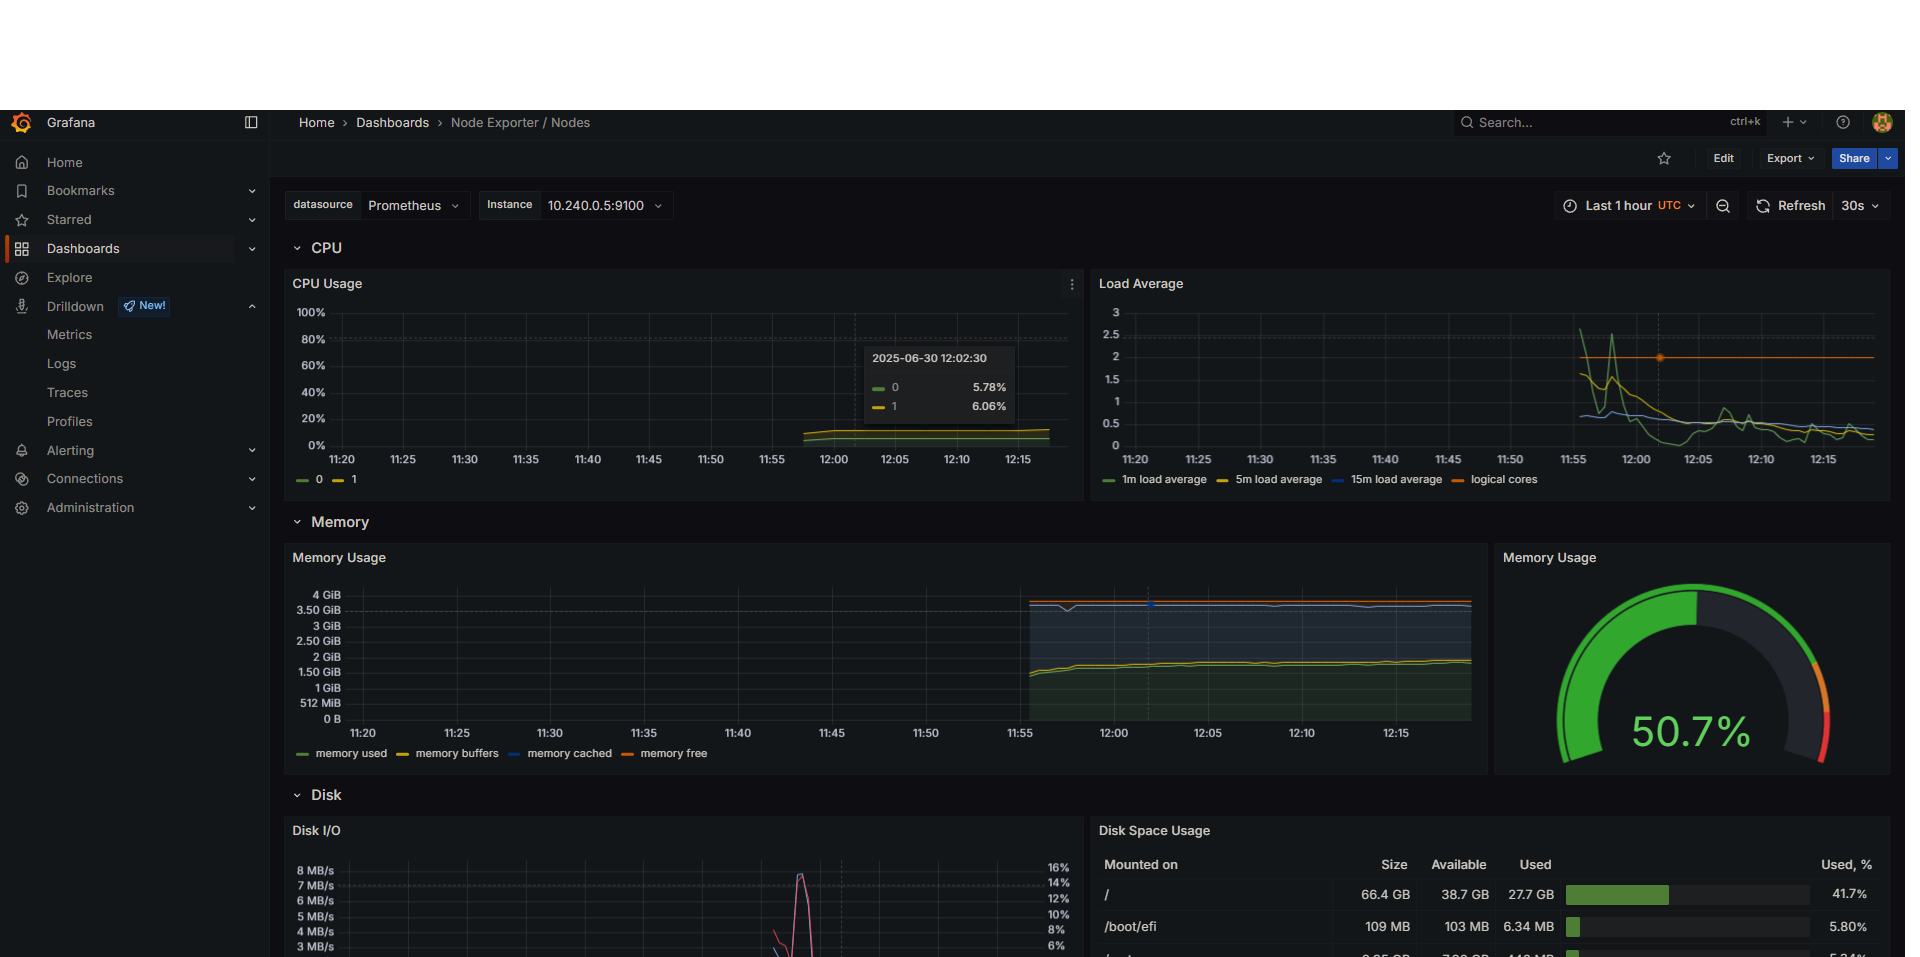 Grafana
Home › Dashboards › Node Exporter / Nodes
Search...
ctrl+k
Home
Bookmarks
Starred
Dashboards
Explore
Drilldown New!
Metrics
Logs
Traces
Profiles
Alerting
Connections
Administration
Edit
Export
Share
datasource Prometheus
Instance 10.240.0.5:9100
Last 1 hour UTC
Refresh 30s
CPU
CPU Usage
100%
80%
60%
40%
20%
0%
11:20 11:25 11:30 11:35 11:40 11:45 11:50 11:55 12:00 12:05 12:10 12:15
2025-06-30 12:02:30
0 5.78%
1 6.06%
0 1
Load Average
3
2.5
2
1.5
1
0.5
0
11:20 11:25 11:30 11:35 11:40 11:45 11:50 11:55 12:00 12:05 12:10 12:15
1m load average 5m load average 15m load average logical cores
Memory
Memory Usage
4 GiB
3.50 GiB
3 GiB
2.50 GiB
2 GiB
1.50 GiB
1 GiB
512 MiB
0 B
11:20 11:25 11:30 11:35 11:40 11:45 11:50 11:55 12:00 12:05 12:10 12:15
memory used memory buffers memory cached memory free
Memory Usage
50.7%
Disk
Disk I/O
8 MB/s
7 MB/s
6 MB/s
5 MB/s
4 MB/s
3 MB/s
16%
14%
12%
10%
8%
6%
Disk Space Usage
Mounted on Size Available Used Used, %
/ 66.4 GB 38.7 GB 27.7 GB 41.7%
/boot/efi 109 MB 103 MB 6.34 MB 5.80%